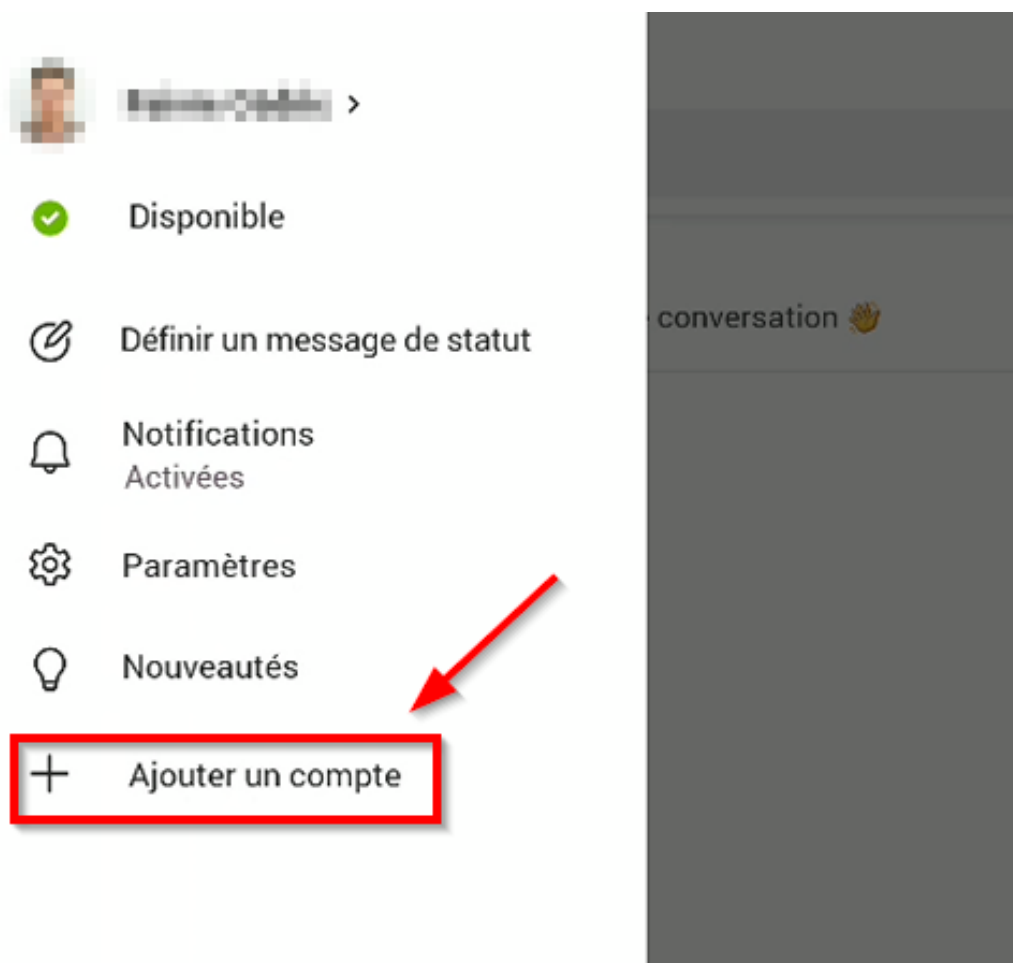 Disponible
Définir un message de statut
conversation 👋
Notifications
Activées
Paramètres
Nouveautés
Ajouter un compte